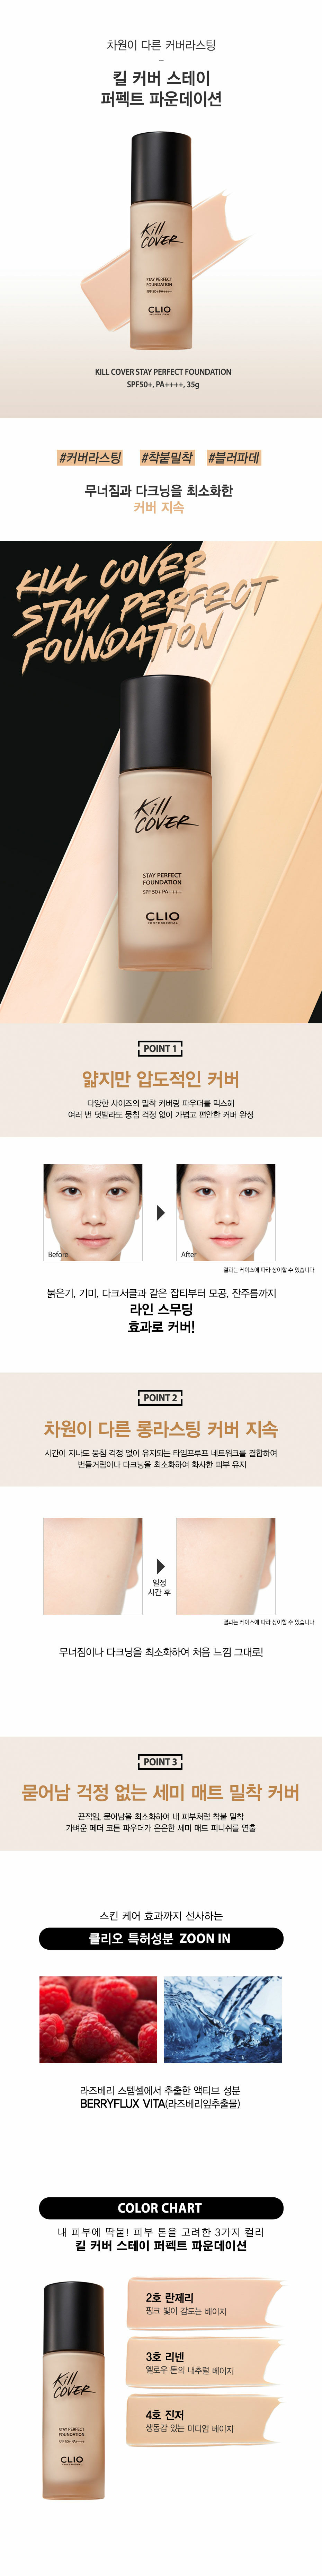 차원이 다른 커버라스팅
킬 커버 스테이
퍼펙트 파운데이션
Kill
COVER
STAY PERFECT
FOUNDATION
SPF 50+ PA++++
CLIO
PROFESSIONAL
KILL COVER STAY PERFECT FOUNDATION
SPF50+, PA++++, 35g
#커버라스팅 #착붙밀착 #블러파데
무너짐과 다크닝을 최소화한
커버 지속
KILL COVER
STAY PERFECT
FOUNDATION
Kill
COVER
STAY PERFECT
FOUNDATION
SPF 50+ PA++++
CLIO
PROFESSIONAL
POINT 1
얇지만 압도적인 커버
다양한 사이즈의 밀착 커버링 파우더를 믹스해
여러 번 덧발라도 뭉침 걱정 없이 가볍고 편안한 커버 완성
Before
After
결과는 케이스에 따라 상이할 수 있습니다
붉은기, 기미, 다크서클과 같은 잡티부터 모공, 잔주름까지
라인 스무딩
효과로 커버!
POINT 2
차원이 다른 롱라스팅 커버 지속
시간이 지나도 뭉침 걱정 없이 유지되는 타임프루프 네트워크를 결합하여
번들거림이나 다크닝을 최소화하여 화사한 피부 유지
일정
시간 후
결과는 케이스에 따라 상이할 수 있습니다
무너짐이나 다크닝을 최소화하여 처음 느낌 그대로!
POINT 3
묻어남 걱정 없는 세미 매트 밀착 커버
끈적임, 묻어남을 최소화하여 내 피부처럼 착붙 밀착
가벼운 페더 코튼 파우더가 은은한 세미 매트 피니쉬를 연출
스킨 케어 효과까지 선사하는
클리오 특허성분 ZOON IN
라즈베리 스템셀에서 추출한 액티브 성분
BERRYFLUX VITA(라즈베리잎추출물)
COLOR CHART
내 피부에 딱붙! 피부 톤을 고려한 3가지 컬러
킬 커버 스테이 퍼펙트 파운데이션
Kill
COVER
STAY PERFECT
FOUNDATION
SPF 50+ PA++++
CLIO
PROFESSIONAL
2호 란제리
핑크 빛이 감도는 베이지
3호 리넨
옐로우 톤의 내추럴 베이지
4호 진저
생동감 있는 미디엄 베이지